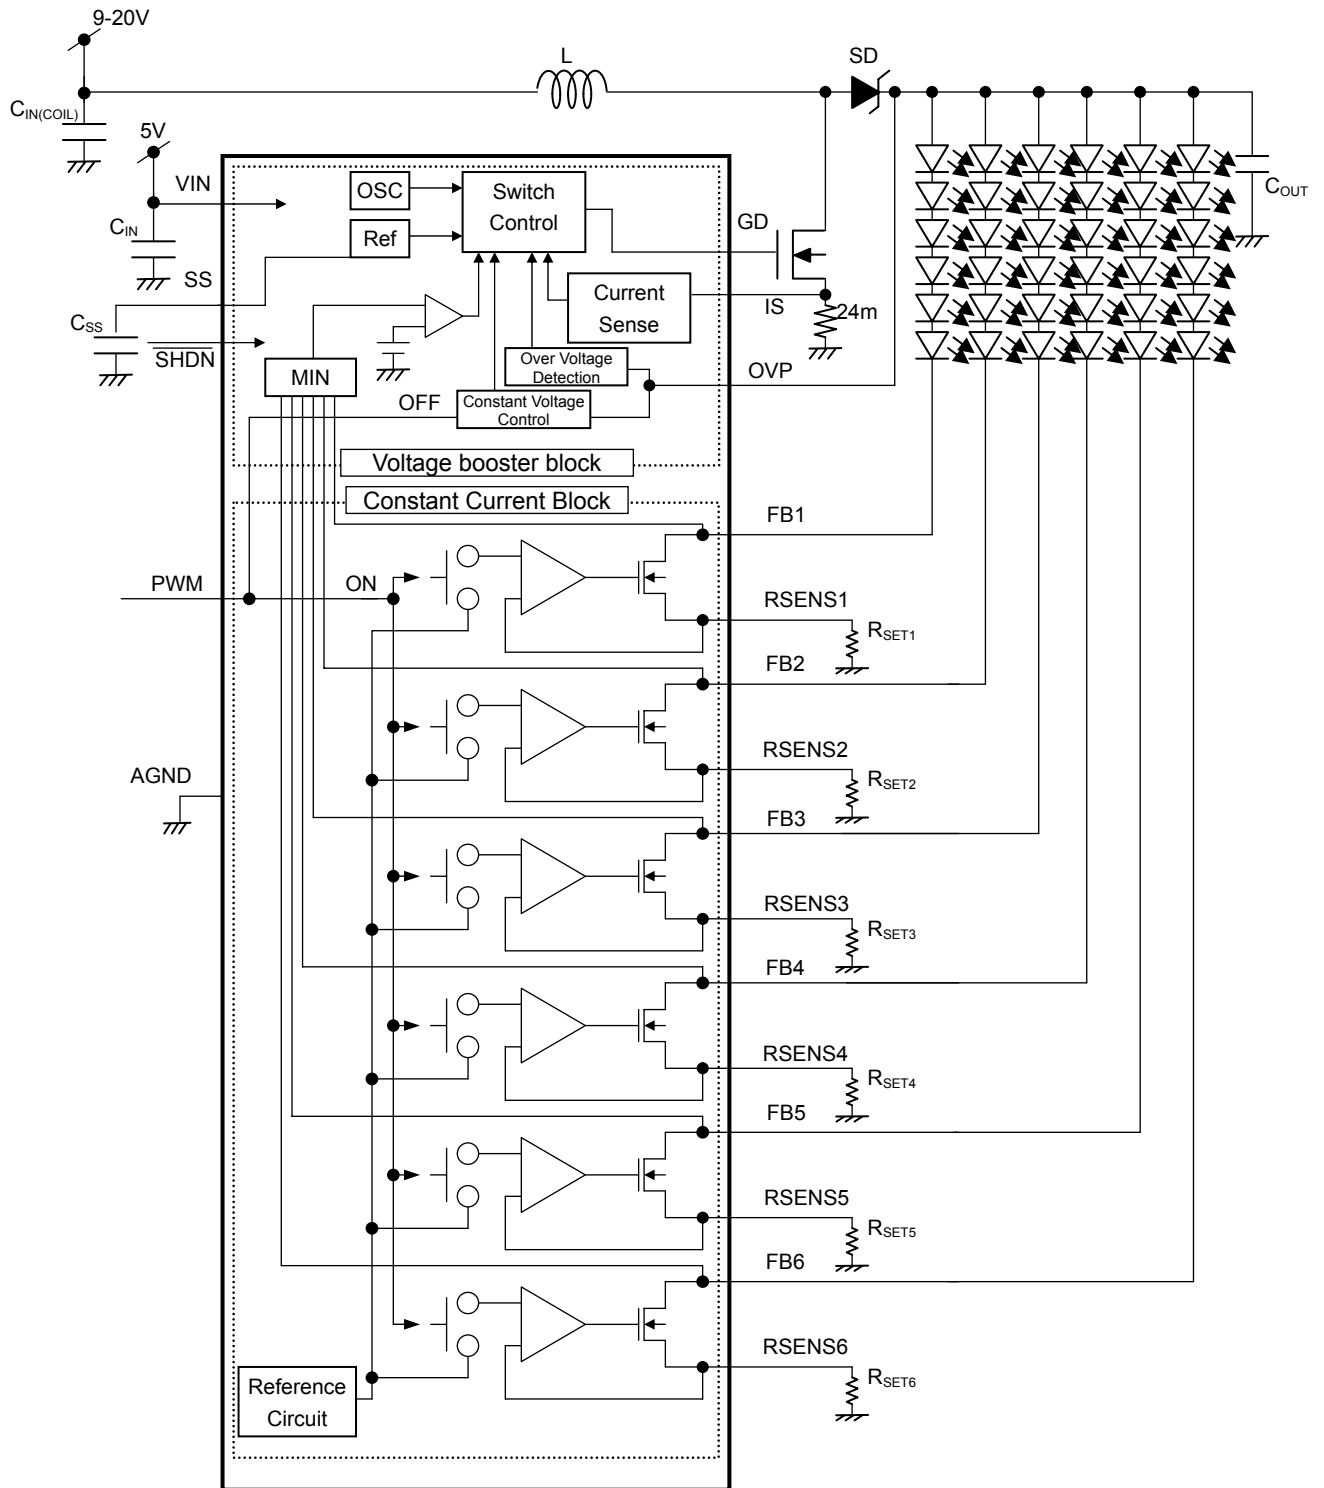 9-20V
L
SD
CIN(COIL)
5V
VIN
CIN
OSC
Switch
Control
Ref
GD
COUT
SS
CSS
SHDN
Current
Sense
IS
24m
MIN
Over Voltage
Detection
OVP
OFF
Constant Voltage
Control
Voltage booster block
Constant Current Block
FB1
PWM
ON
RSENS1
RSET1
FB2
RSENS2
RSET2
AGND
FB3
RSENS3
RSET3
FB4
RSENS4
RSET4
FB5
RSENS5
RSET5
FB6
RSENS6
RSET6
Reference
Circuit